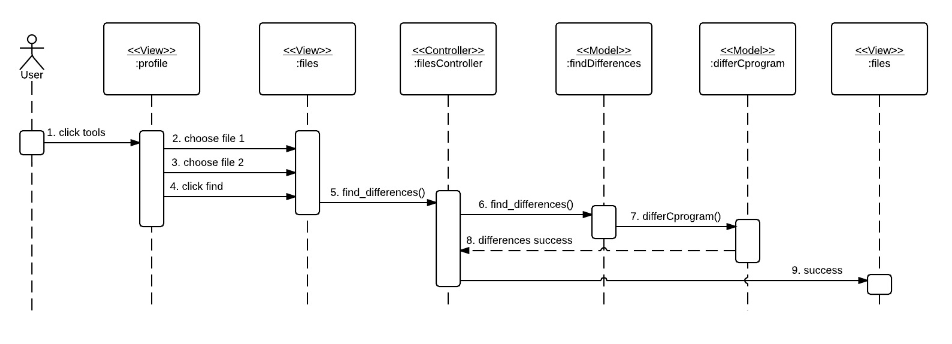 <<View>>
:profile
<<View>>
:files
<<Controller>>
:filesController
<<Model>>
:findDifferences
<<Model>>
:differCprogram
<<View>>
:files
User
1. click tools
2. choose file 1
3. choose file 2
4. click find
5. find_differences()
6. find_differences()
7. differCprogram()
8. differences success
9. success